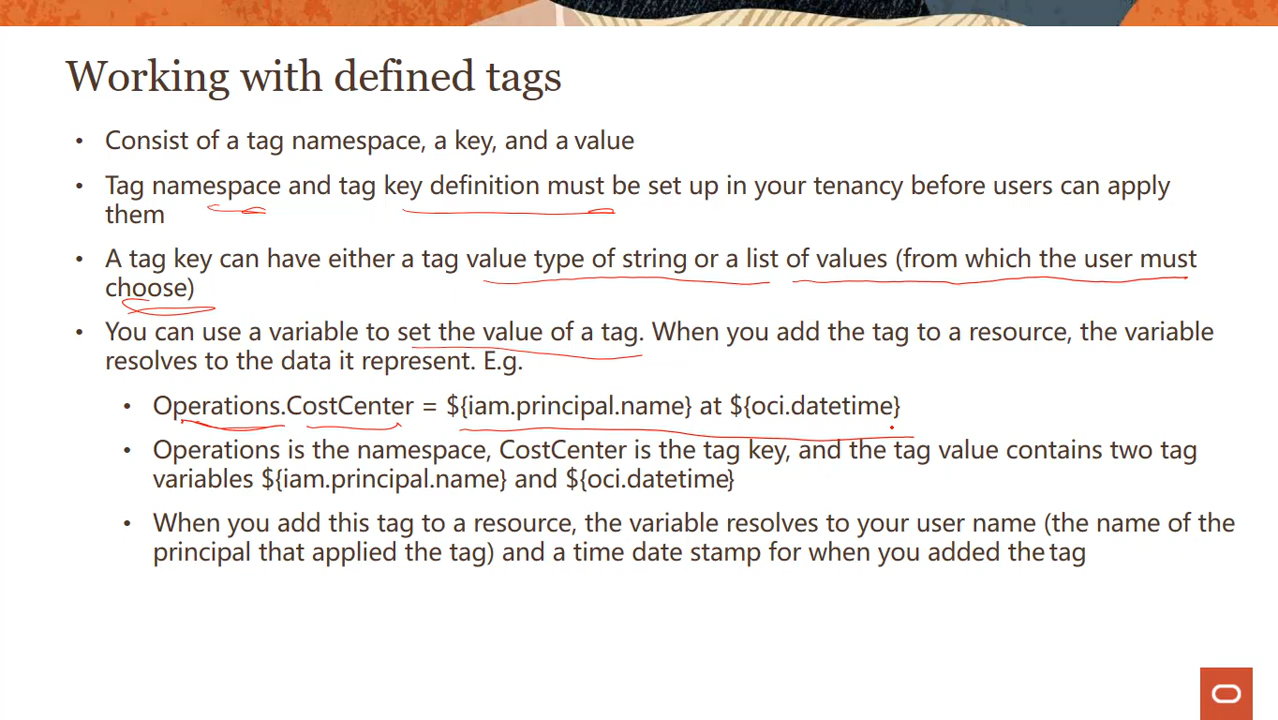 Working with defined tags
• Consist of a tag namespace, a key, and a value
• Tag namespace and tag key definition must be set up in your tenancy before users can apply
them
• A tag key can have either a tag value type of string or a list of values (from which the user must
choose)
• You can use a variable to set the value of a tag. When you add the tag to a resource, the variable
resolves to the data it represent. E.g.
• Operations.CostCenter = ${iam.principal.name} at ${oci.datetime}
• Operations is the namespace, CostCenter is the tag key, and the tag value contains two tag
variables ${iam.principal.name} and ${oci.datetime}
• When you add this tag to a resource, the variable resolves to your user name (the name of the
principal that applied the tag) and a time date stamp for when you added the tag